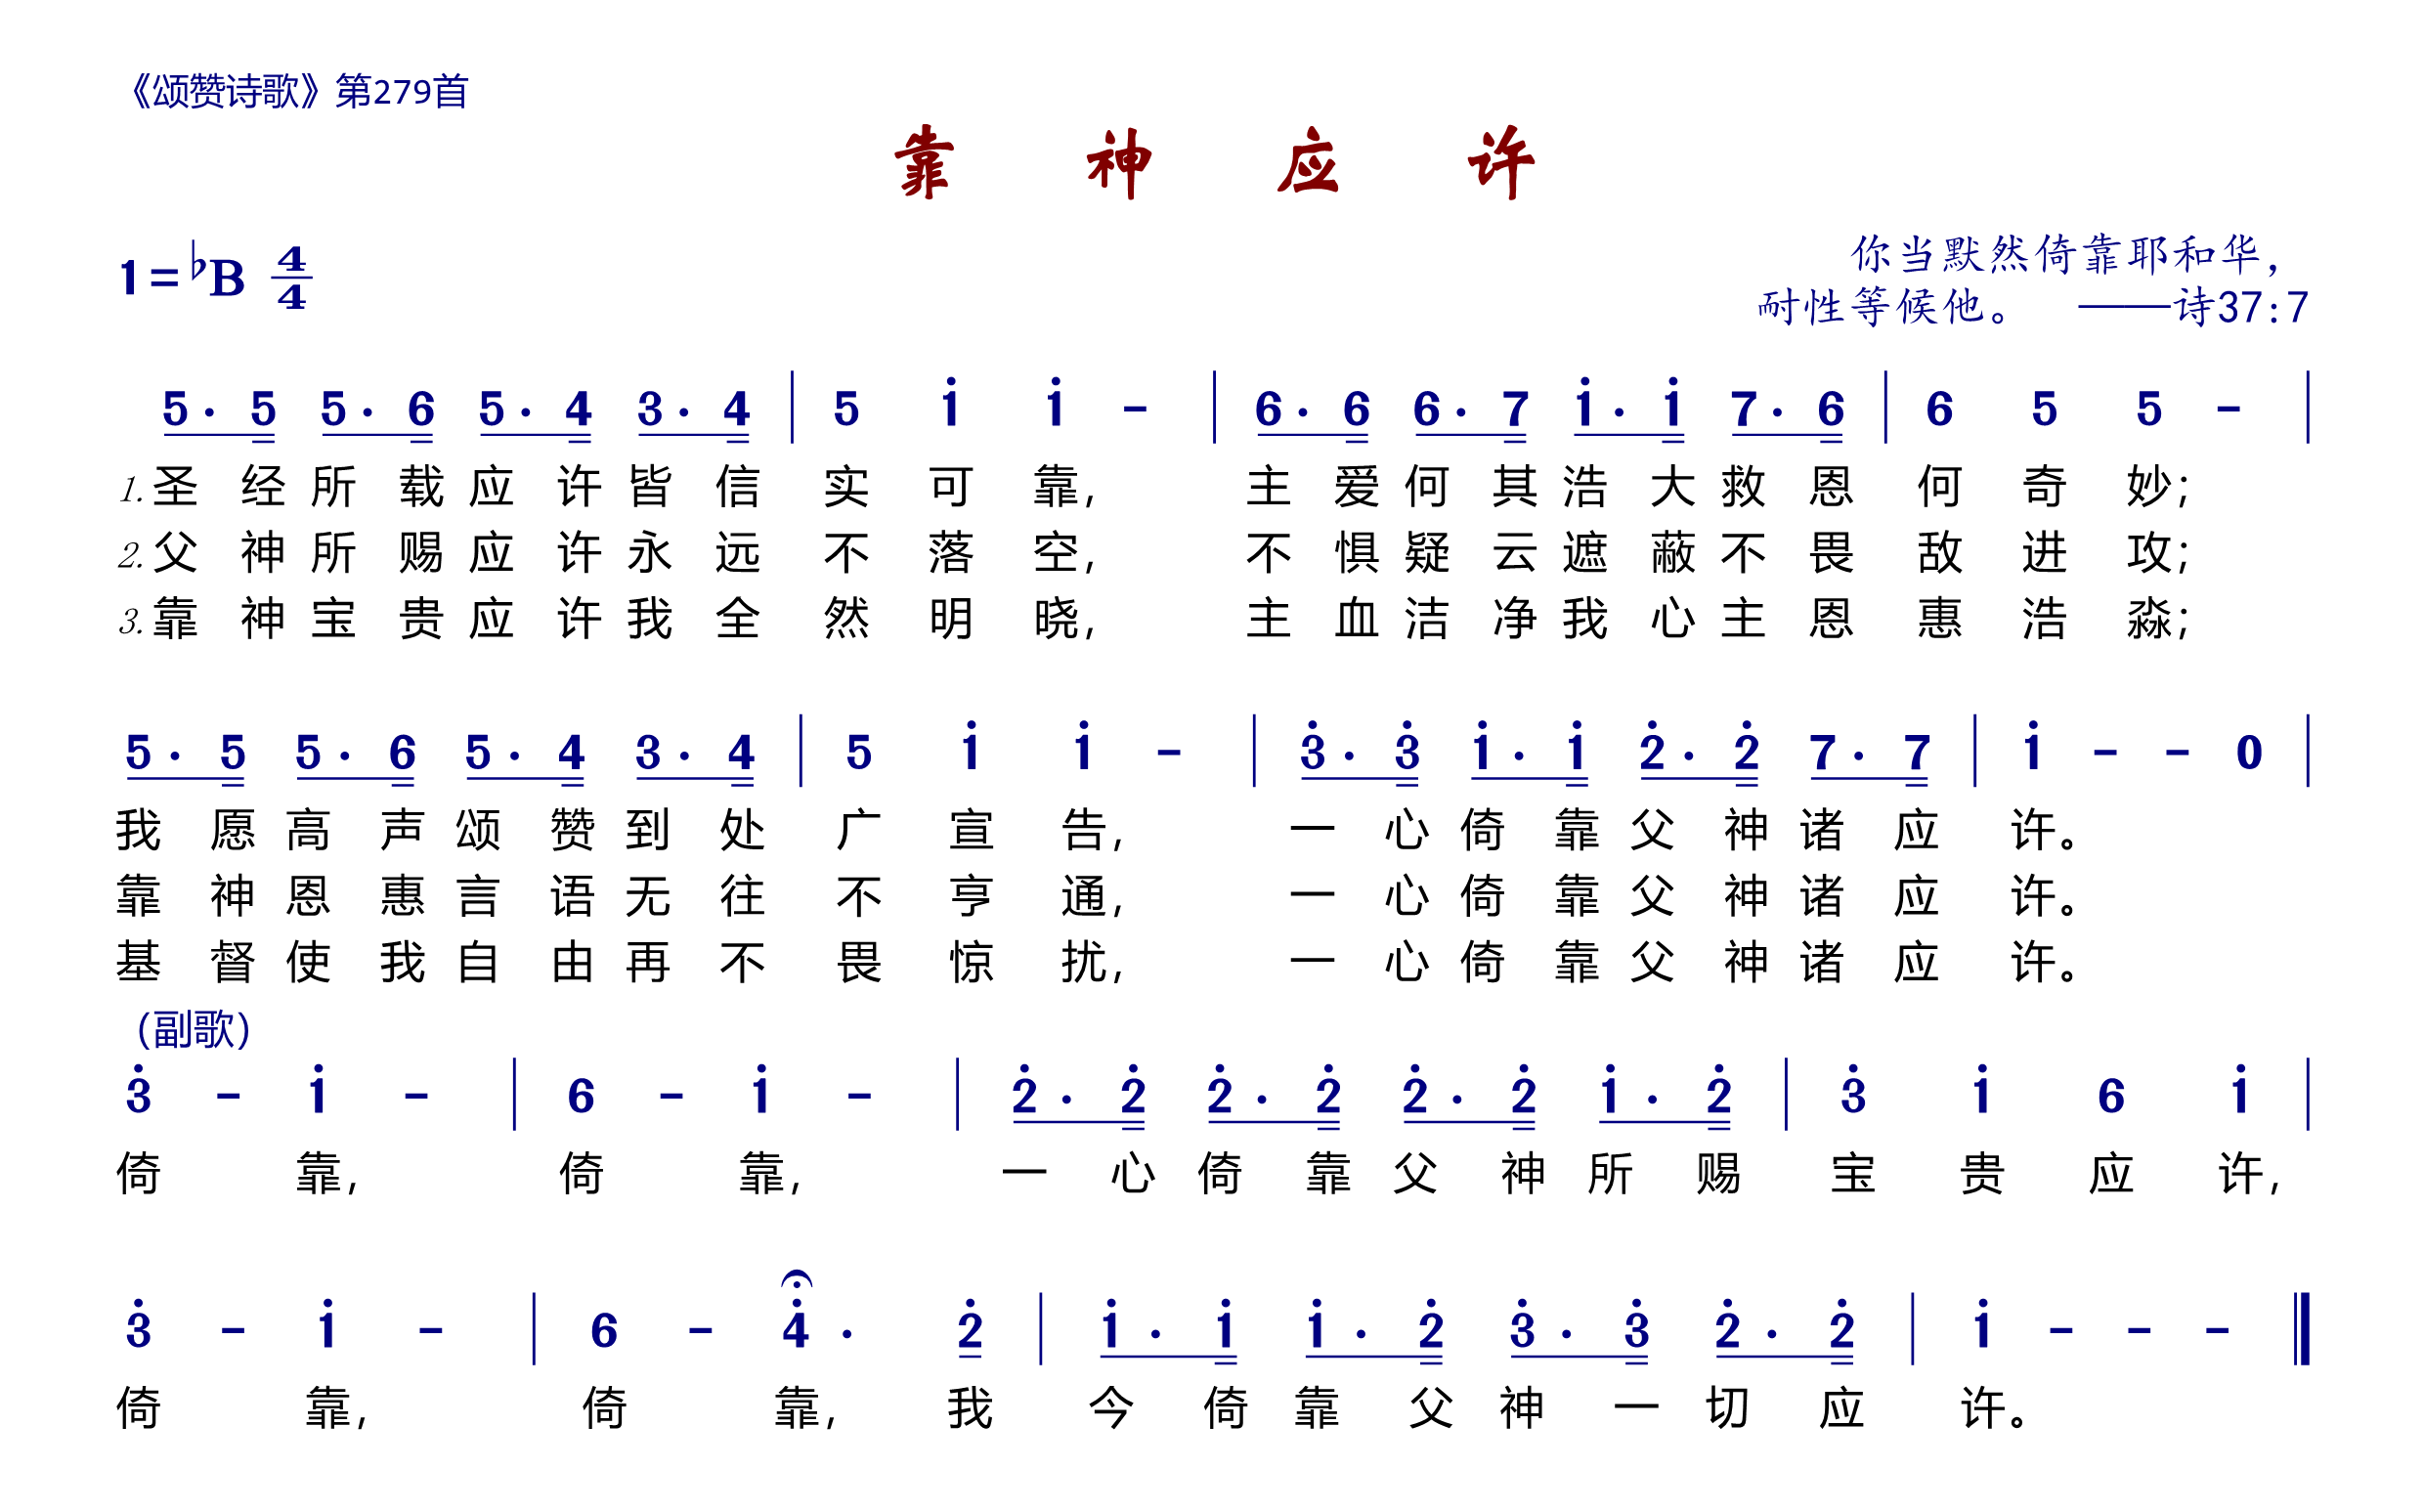 《颂赞诗歌》第279首
靠 神 应 许
1=♭B 4/4
你当默然倚靠耶和华，
耐性等候他。 ——诗37:7
5· 5 5· 6 5· 4 3· 4 | 5 i i - | 6· 6 6· 7 i· i 7· 6 | 6 5 5 - |
1. 圣经所载应许皆信实可靠， 主爱何其浩大救恩何奇妙；
2. 父神所赐应许永远不落空， 不惧疑云遮蔽不畏敌进攻；
3. 靠神宝贵应许我全然明晓， 主血洁净我心主恩惠浩淼；
5· 5 5· 6 5· 4 3· 4 | 5 i i - | 3̇· 3̇ i· i 2̇· 2̇ 7· 7 | i - - 0 |
我愿高声颂赞到处广宣告， 一心倚靠父神诸应许。
靠神恩惠言语无往不亨通， 一心倚靠父神诸应许。
基督使我自由再不畏惊扰， 一心倚靠父神诸应许。
(副歌)
3̇ - i - | 6 - i - | 2̇· 2̇ 2̇· 2̇ 2̇· 2̇ i· 2̇ | 3̇ i 6 i |
倚靠， 倚靠， 一心倚靠父神所赐宝贵应许，
3̇ - i - | 6 - 4̇· 2̇ | i· i i· 2̇ 3̇· 3̇ 2̇· 2̇ | i - - - ‖
倚靠， 倚靠， 我今倚靠父神一切应许。